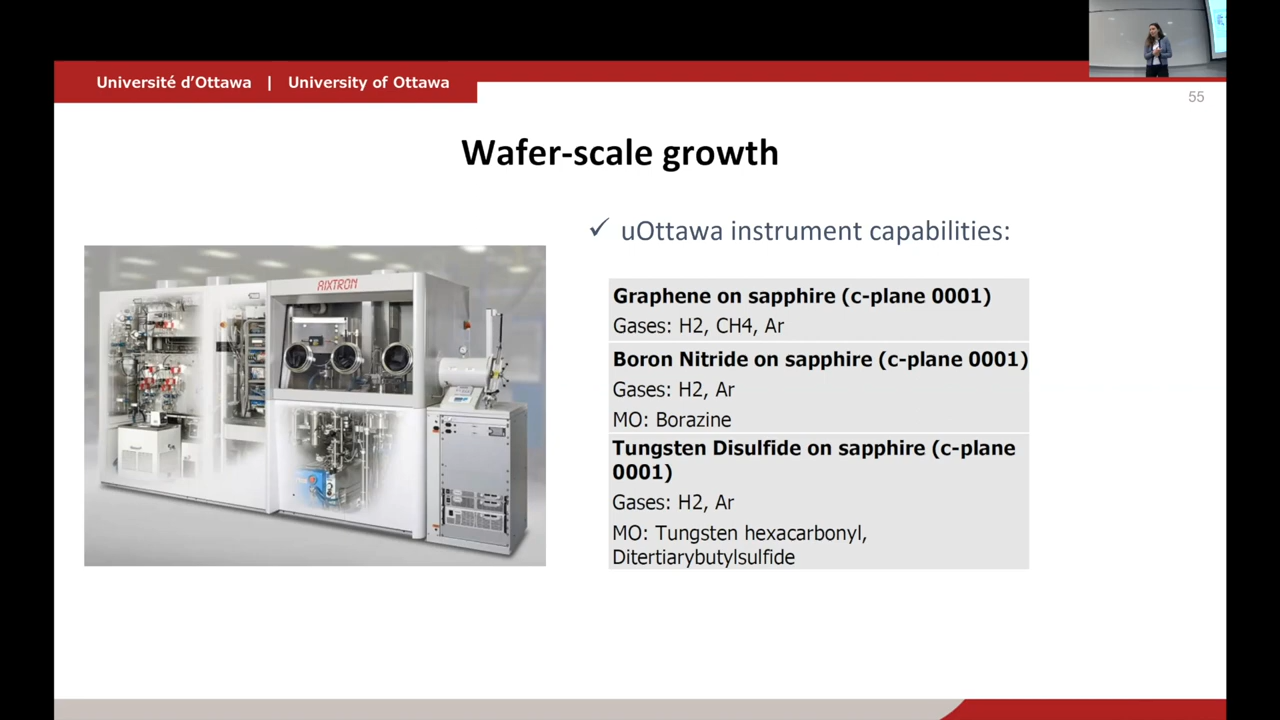 Université d'Ottawa | University of Ottawa
55
Wafer-scale growth
✓ uOttawa instrument capabilities:
AIXTRON
Graphene on sapphire (c-plane 0001)
Gases: H2, CH4, Ar
Boron Nitride on sapphire (c-plane 0001)
Gases: H2, Ar
MO: Borazine
Tungsten Disulfide on sapphire (c-plane
0001)
Gases: H2, Ar
MO: Tungsten hexacarbonyl,
Ditertiarybutylsulfide